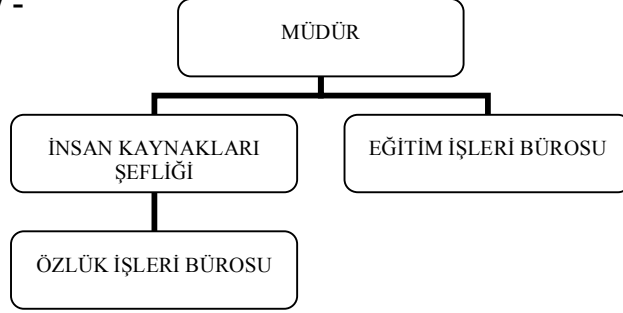 MÜDÜR
İNSAN KAYNAKLARI
ŞEFLİĞİ
EĞİTİM İŞLERİ BÜROSU
ÖZLÜK İŞLERİ BÜROSU